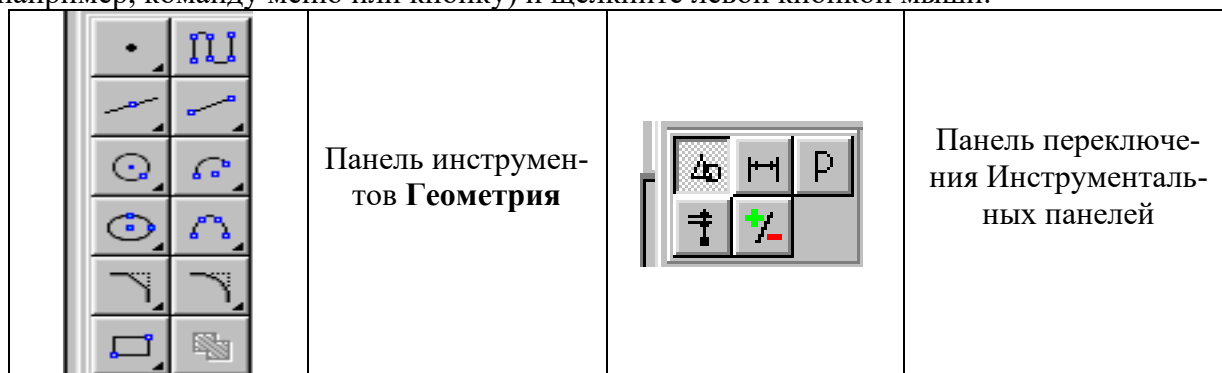 например, команду меню или кнопку) и щелкните левой кнопкой мыши.
Панель инструмен-
тов Геометрия
P
Панель переключе-
ния Инструменталь-
ных панелей